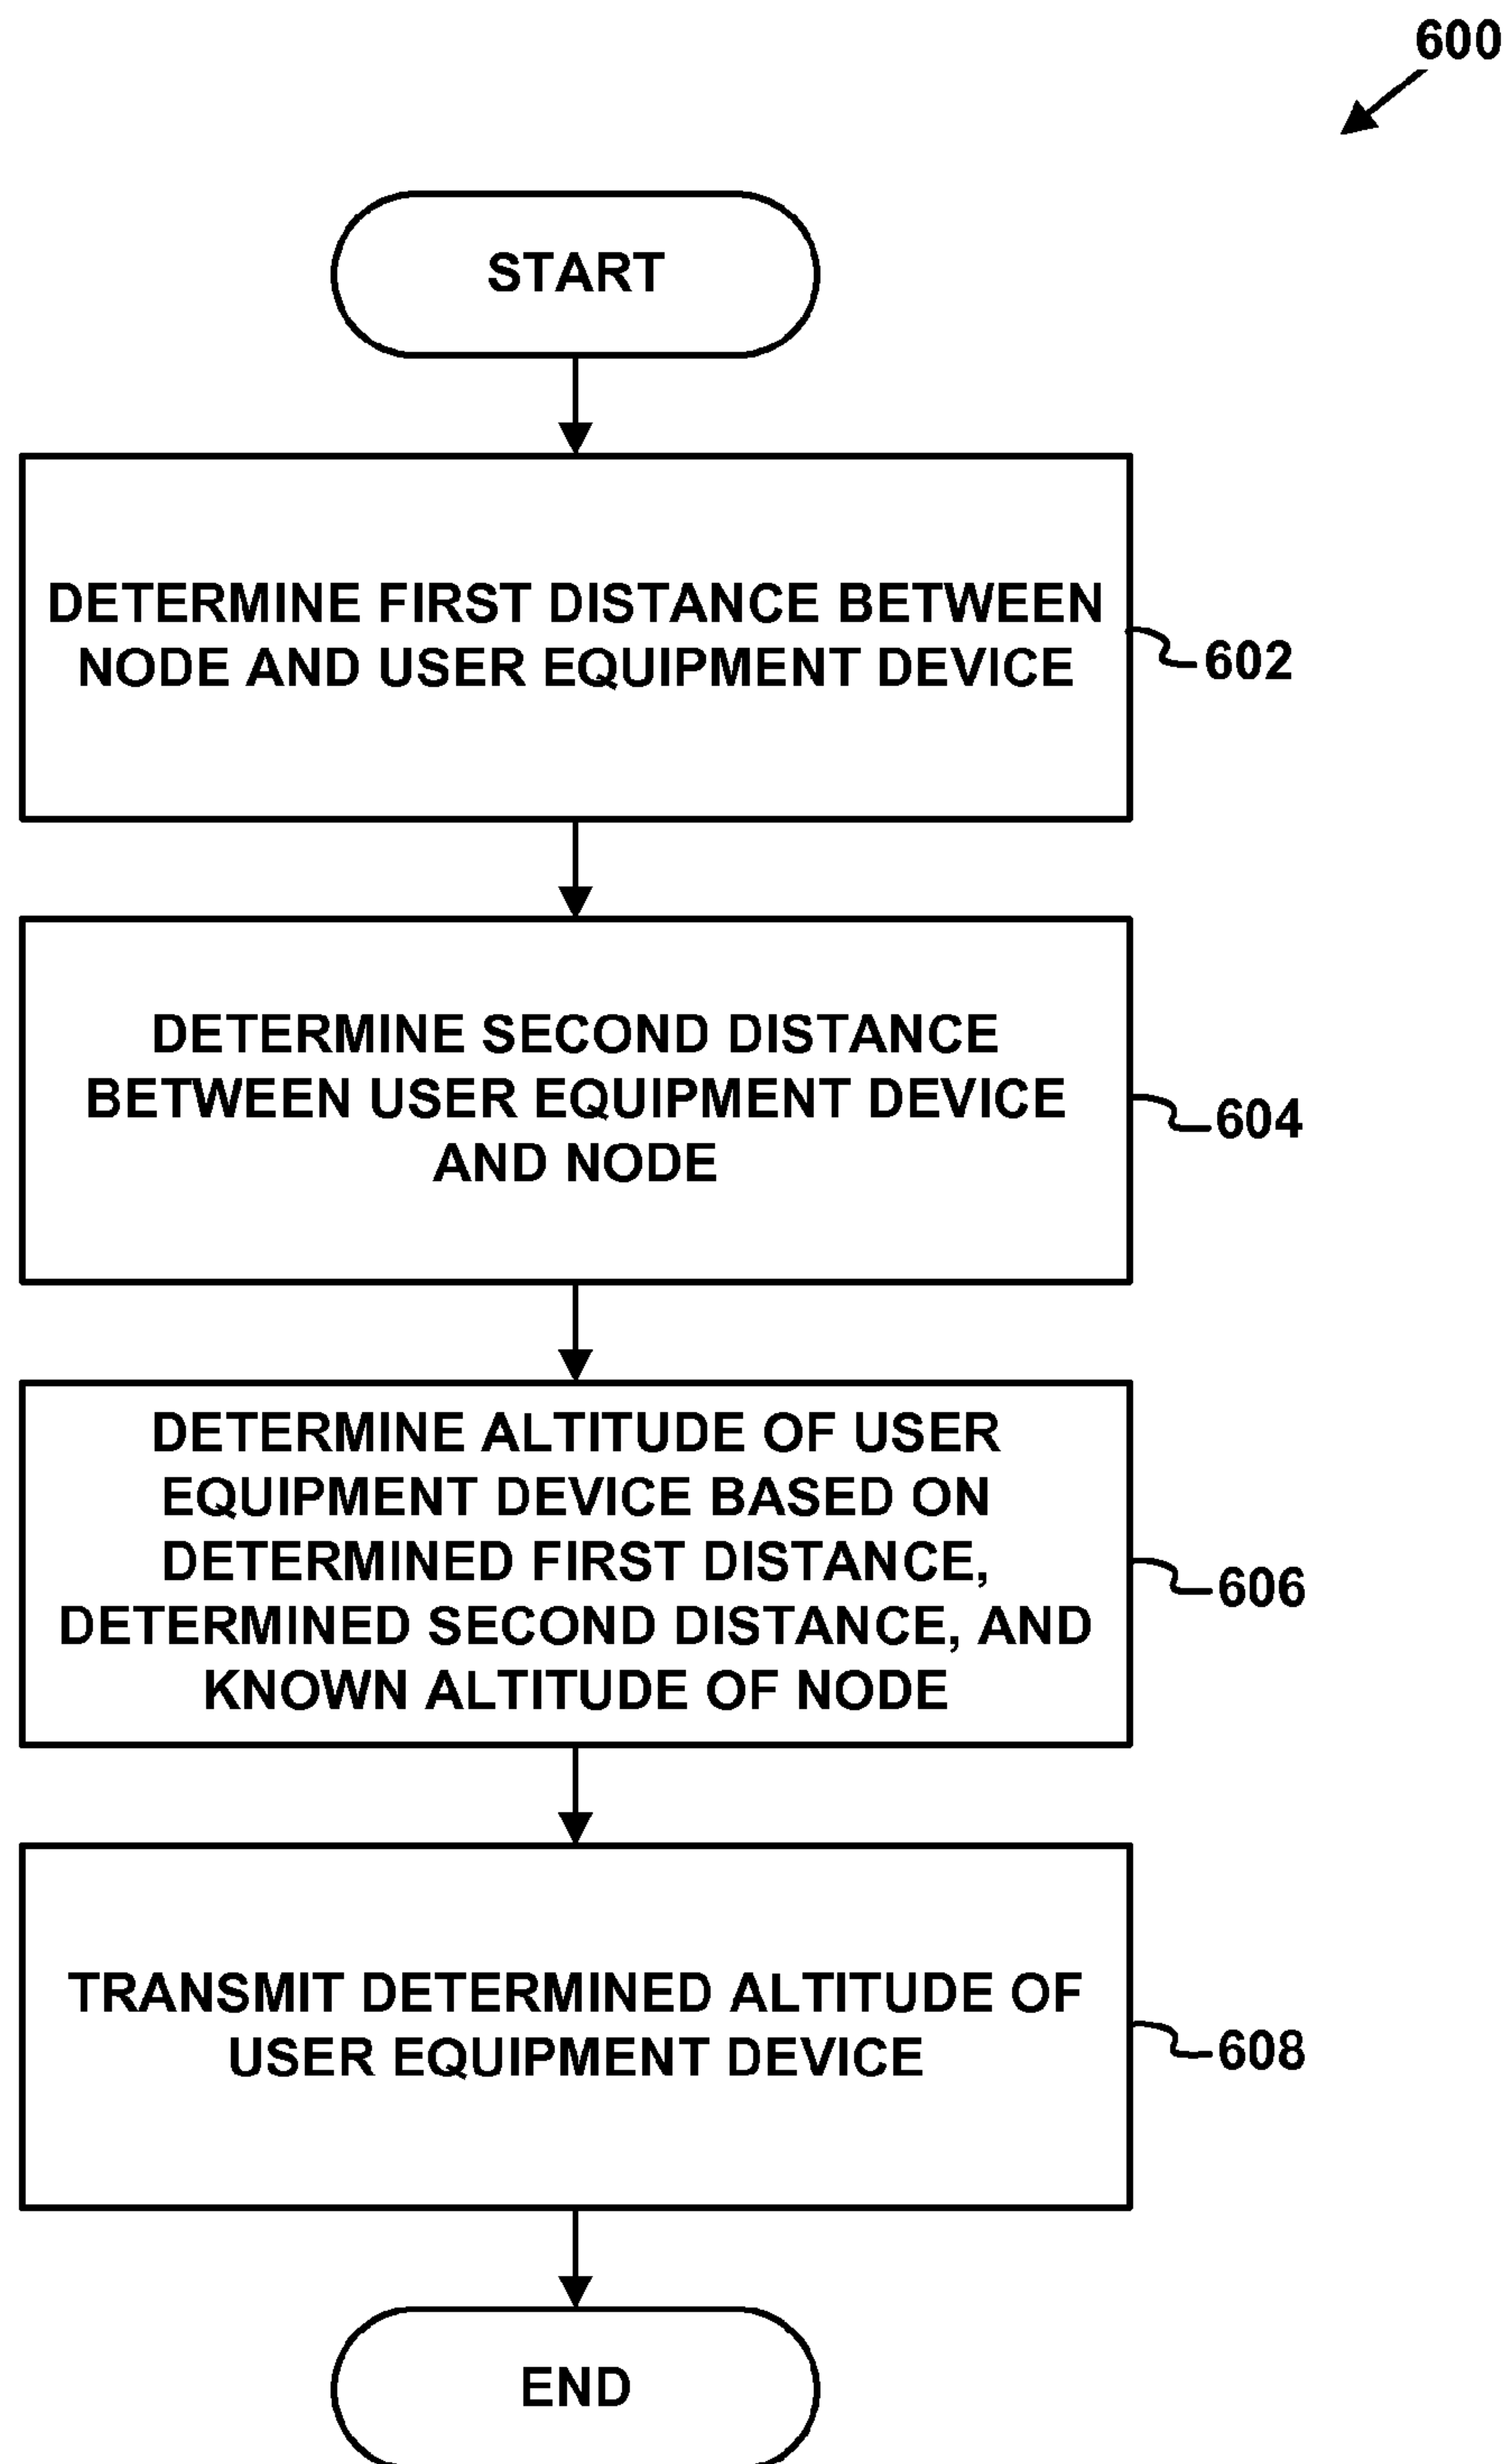 600
START
DETERMINE FIRST DISTANCE BETWEEN
NODE AND USER EQUIPMENT DEVICE
602
DETERMINE SECOND DISTANCE
BETWEEN USER EQUIPMENT DEVICE
AND NODE
604
DETERMINE ALTITUDE OF USER
EQUIPMENT DEVICE BASED ON
DETERMINED FIRST DISTANCE,
DETERMINED SECOND DISTANCE, AND
KNOWN ALTITUDE OF NODE
606
TRANSMIT DETERMINED ALTITUDE OF
USER EQUIPMENT DEVICE
608
END